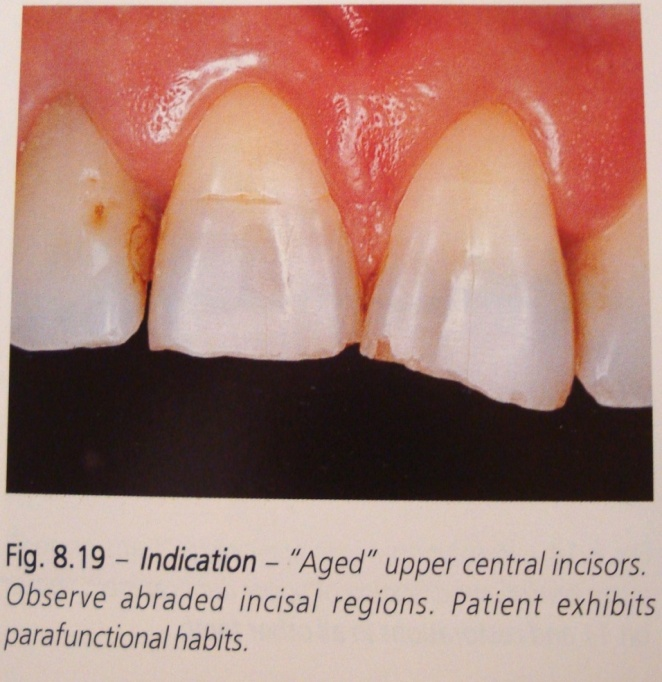 Fig. 8.19 – Indication – “Aged” upper central incisors.
Observe abraded incisal regions. Patient exhibits
parafunctional habits.